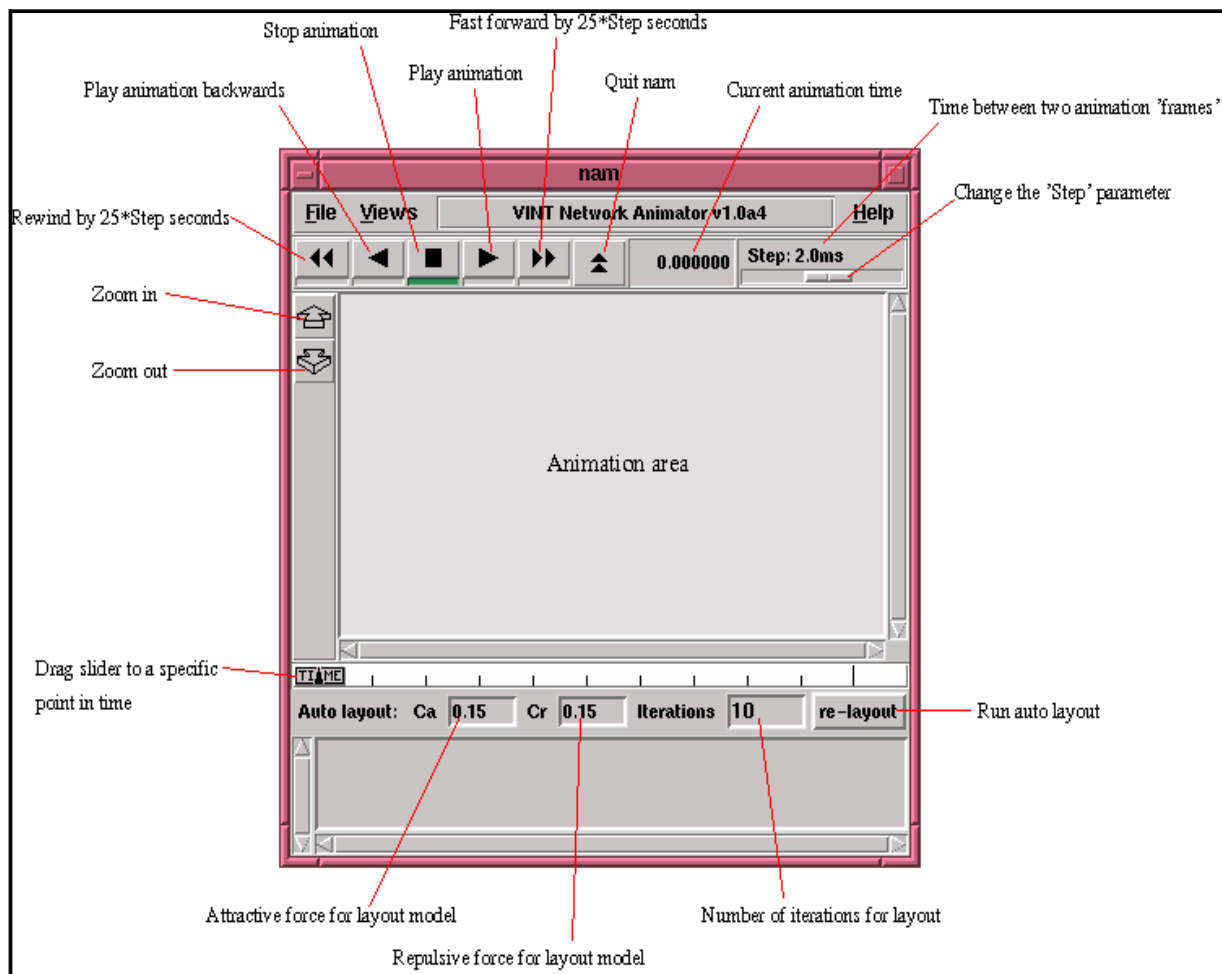 Fast forward by 25*Step seconds
Stop animation
Play animation
Quit nam
Play animation backwards
Current animation time
Time between two animation 'frames'
nam
Change the 'Step' parameter
Rewind by 25*Step seconds
File Views VINT Network Animator v1.0a4 Help
0.000000 Step: 2.0ms
Zoom in
Zoom out
Animation area
Drag slider to a specific
point in time
TIME
Auto layout: Ca 0.15 Cr 0.15 Iterations 10 re-layout
Run auto layout
Attractive force for layout model
Number of iterations for layout
Repulsive force for layout model